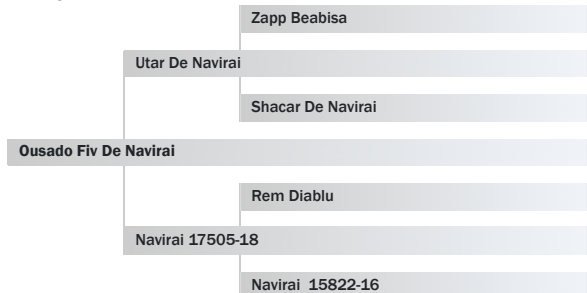 Zapp Beabisa
Utar De Navirai
Shacar De Navirai
Ousado Fiv De Navirai
Rem Diablu
Navirai 17505-18
Navirai 15822-16